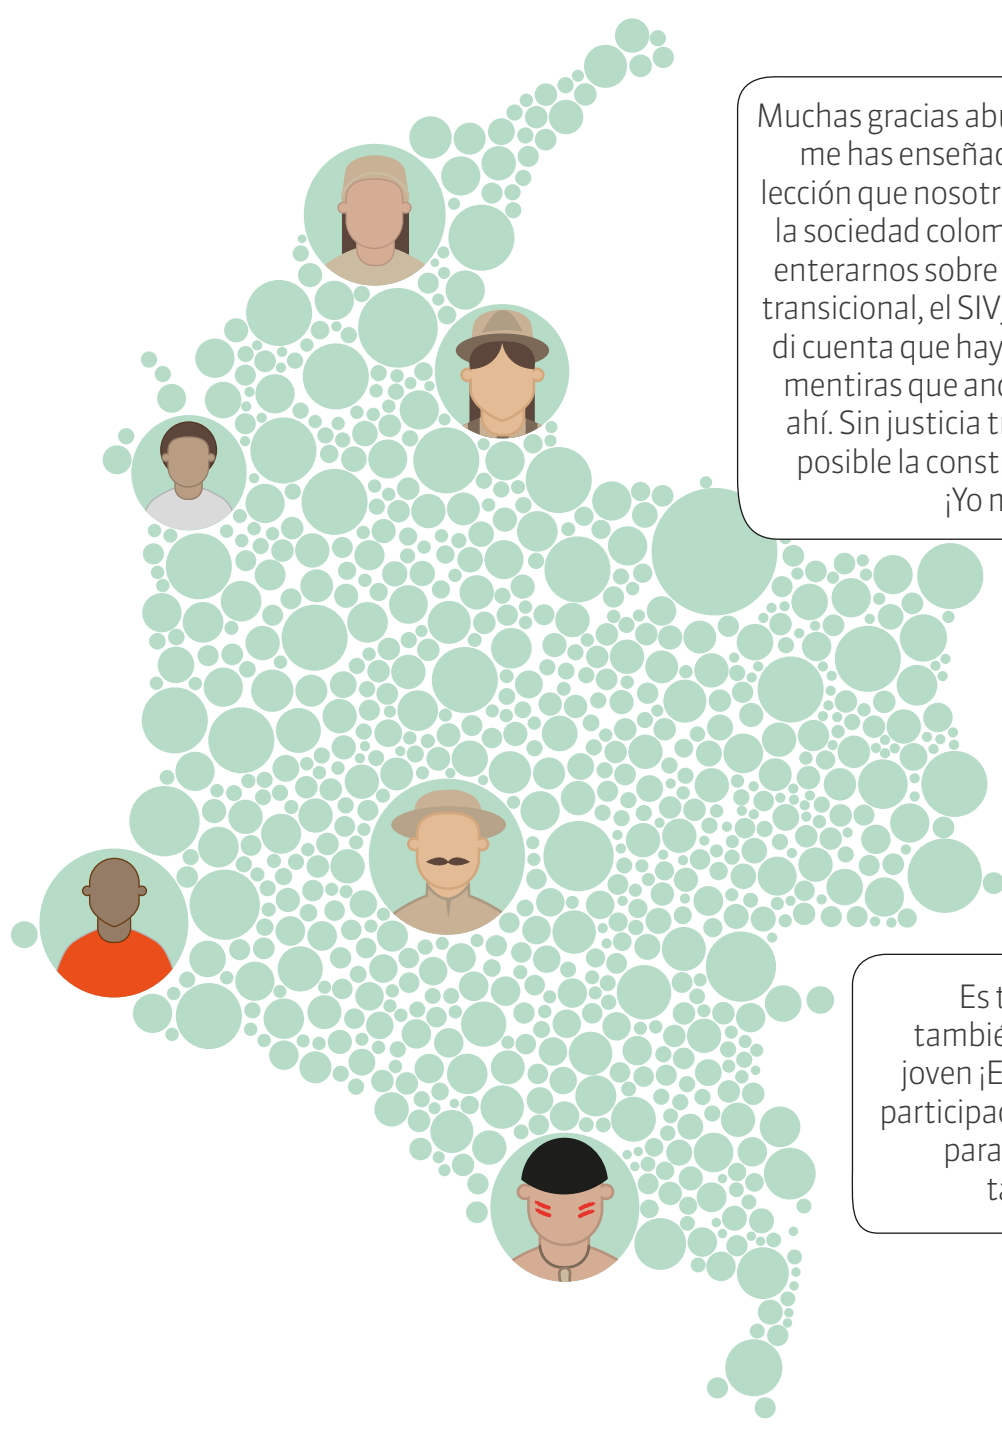 Muchas gracias abu
me has enseñad
lección que nosotr
la sociedad colom
enterarnos sobre
transicional, el SIV
di cuenta que hay
mentiras que and
ahí. Sin justicia tr
posible la const
¡Yo m
Es t
tambié
joven ¡E
participac
para
ta